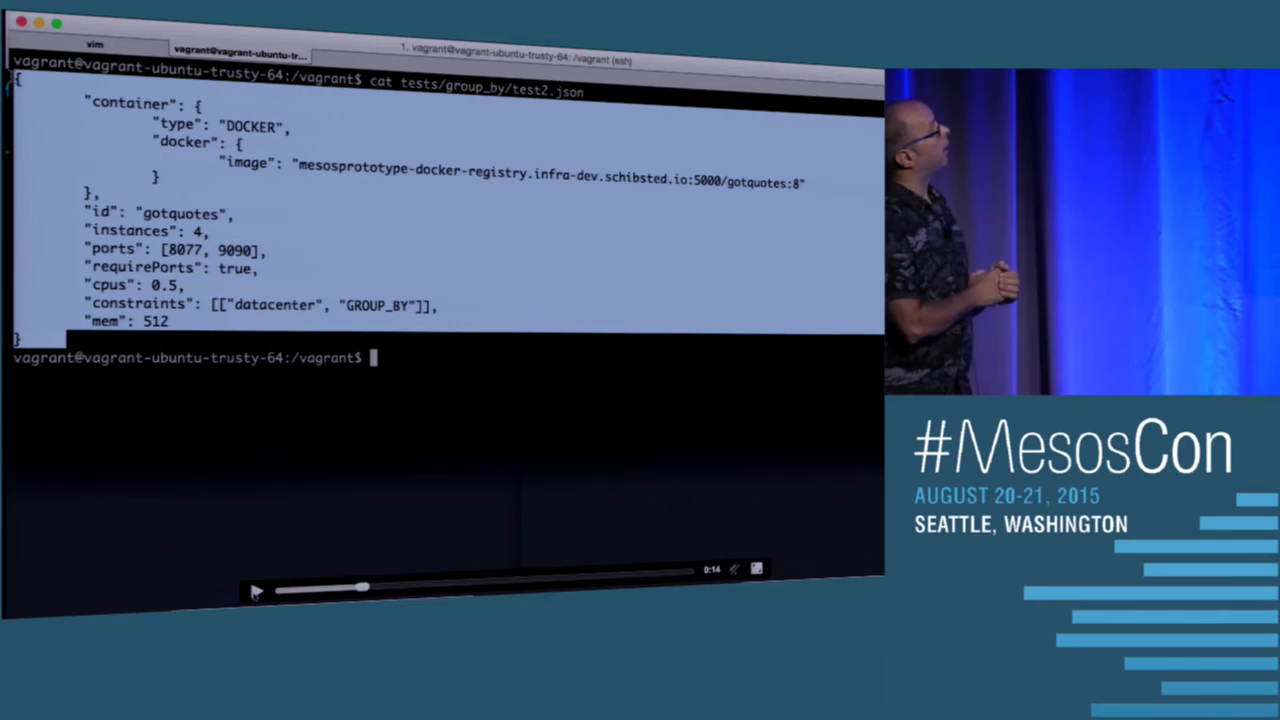 vim
vagrant@vagrant-ubuntu-tr...
1. vagrant@vagrant-ubuntu-trusty-64: /vagrant (ssh)
vagrant@vagrant-ubuntu-trusty-64:/vagrant$ cat tests/group_by/test2.json
{
"container": {
"type": "DOCKER",
"docker": {
"image": "mesosprototype-docker-registry.infra-dev.schibsted.io:5000/gotquotes:8"
}
},
"id": "gotquotes",
"instances": 4,
"ports": [8077, 9090],
"requirePorts": true,
"cpus": 0.5,
"constraints": [["datacenter", "GROUP_BY"]],
"mem": 512
}
vagrant@vagrant-ubuntu-trusty-64:/vagrant$
0:14
#MesosCon
AUGUST 20-21, 2015
SEATTLE, WASHINGTON